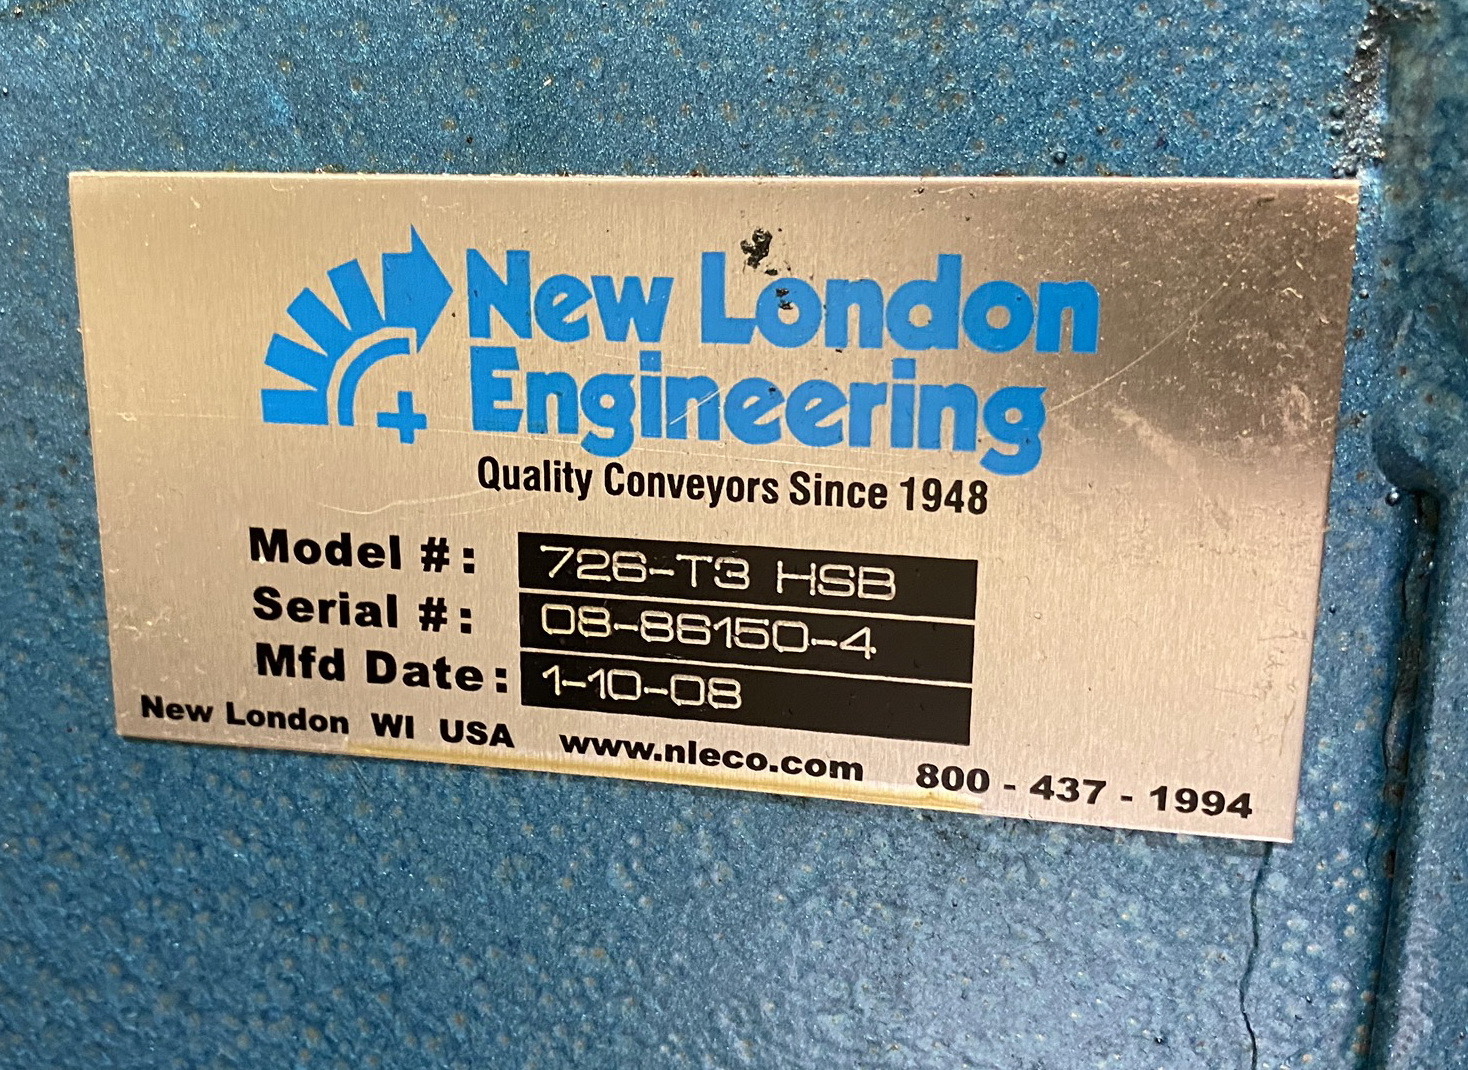 New London
Engineering
Quality Conveyors Since 1948
Model #: 726-T3 HSB
Serial #: 08-86150-4
Mfd Date: 1-10-08
New London WI USA www.nleco.com 800 - 437 - 1994